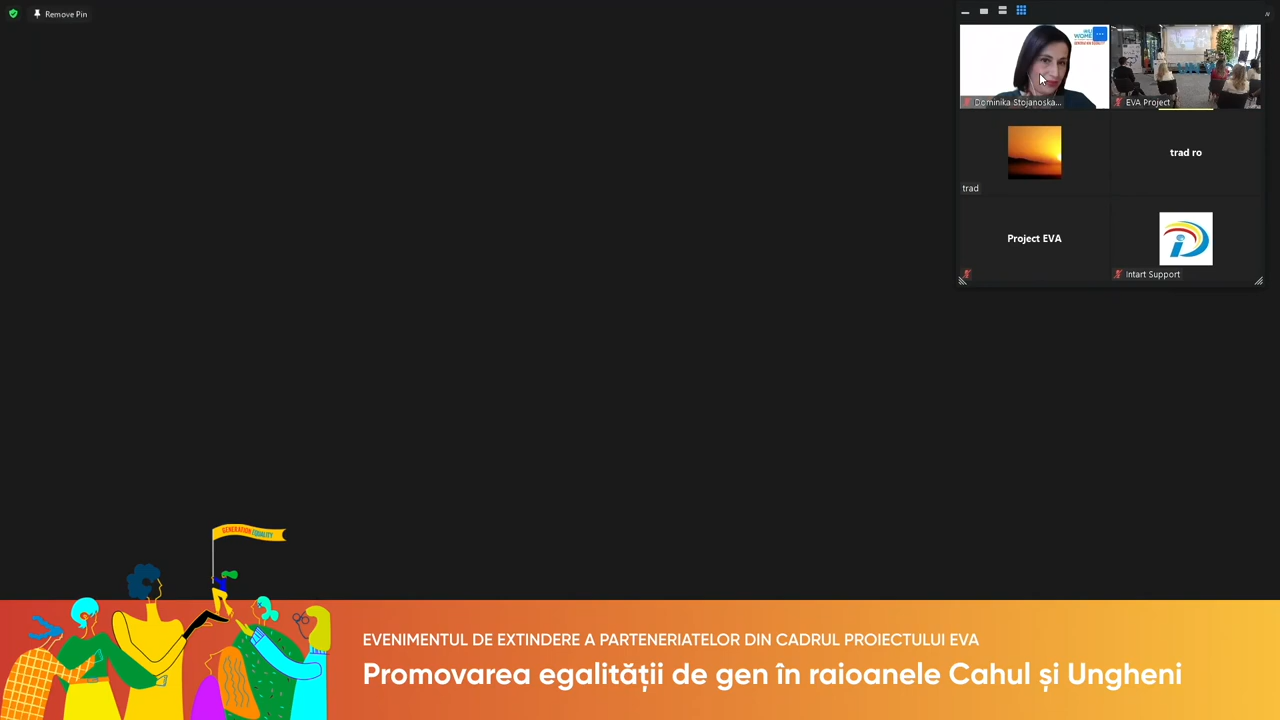 Remove Pin
Dominika Stojanoska...
EVA Project
trad
trad ro
Project EVA
Intart Support
GENERATION EQUALITY
EVENIMENTUL DE EXTINDERE A PARTENERIATELOR DIN CADRUL PROIECTULUI EVA
Promovarea egalității de gen în raioanele Cahul și Ungheni